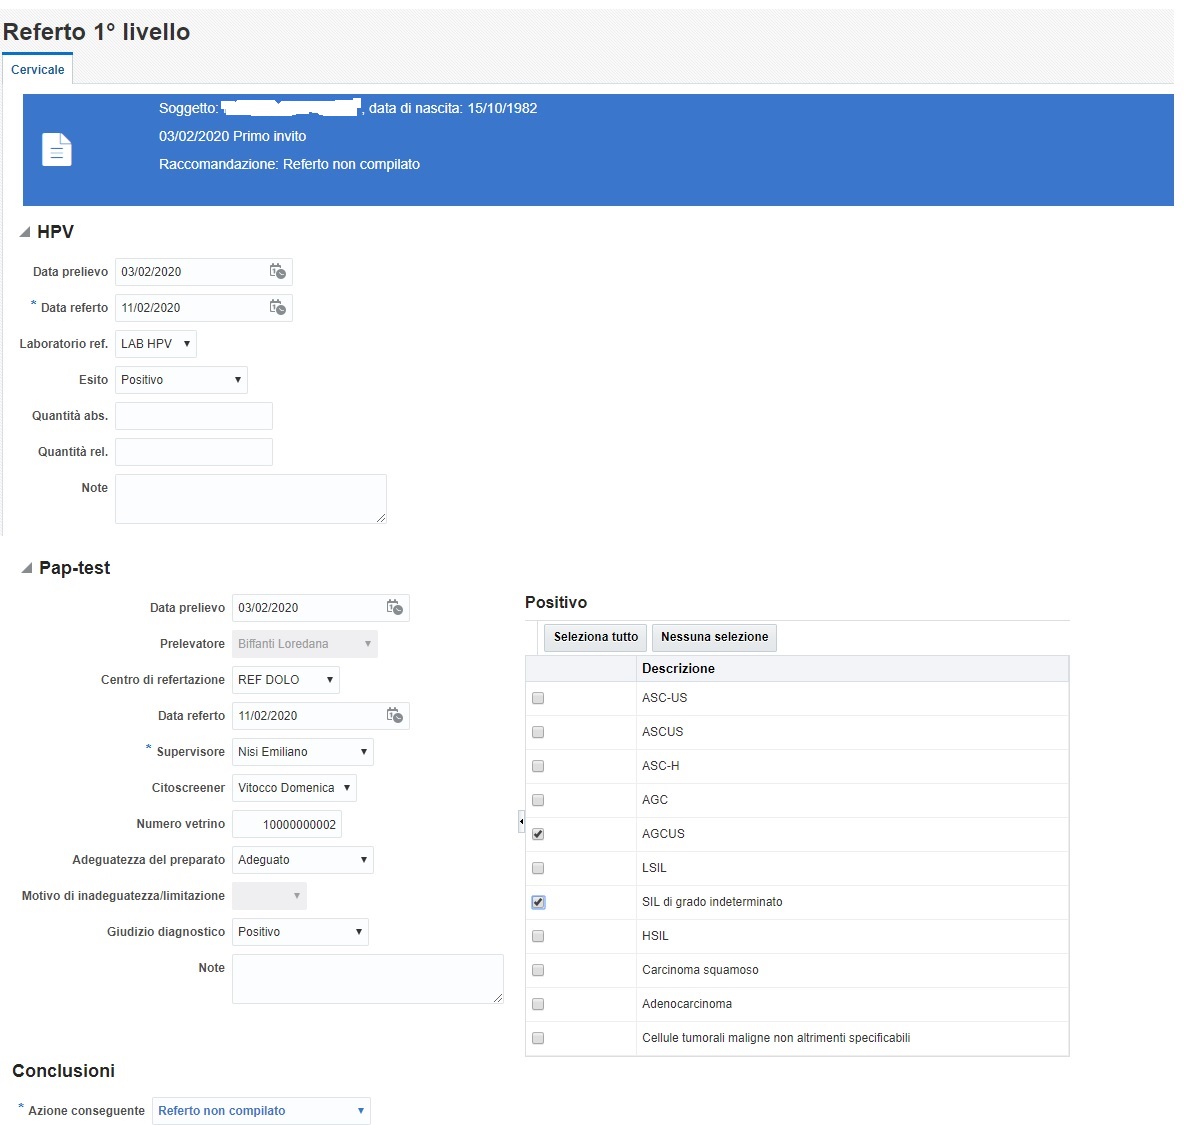 Referto 1° livello
Cervicale
Soggetto: , data di nascita: 15/10/1982
03/02/2020 Primo invito
Raccomandazione: Referto non compilato
HPV
Data prelievo 03/02/2020
* Data referto 11/02/2020
Laboratorio ref. LAB HPV
Esito Positivo
Quantità abs.
Quantità rel.
Note
Pap-test
Data prelievo 03/02/2020
Prelevatore Biffanti Loredana
Centro di refertazione REF DOLO
Data referto 11/02/2020
* Supervisore Nisi Emiliano
Citoscreener Vitocco Domenica
Numero vetrino 10000000002
Adeguatezza del preparato Adeguato
Motivo di inadeguatezza/limitazione
Giudizio diagnostico Positivo
Note
Positivo
Seleziona tutto Nessuna selezione
Descrizione
ASC-US
ASCUS
ASC-H
AGC
AGCUS
LSIL
SIL di grado indeterminato
HSIL
Carcinoma squamoso
Adenocarcinoma
Cellule tumorali maligne non altrimenti specificabili
Conclusioni
* Azione conseguente Referto non compilato